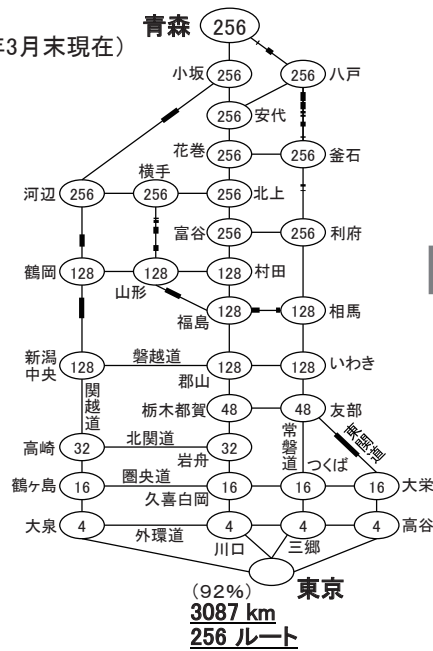 青森
256
年3月末現在）
小坂 256 256 八戸
256 安代
花巻 256 256 釜石
横手
河辺 256 256 256 北上
富谷 256 256 利府
鶴岡 128 128 128 村田
山形
福島 128 128 相馬
新潟中央 128 磐越道 128 128 いわき
郡山
関越道
栃木都賀 48 48 友部
高崎 32 北関道 32
岩舟
常磐道
東関道
つくば
鶴ヶ島 16 圏央道 16 16 16 大栄
久喜白岡
大泉 4 4 4 4 高谷
外環道
川口
三郷
東京
(92%)
3087 km
256 ルート